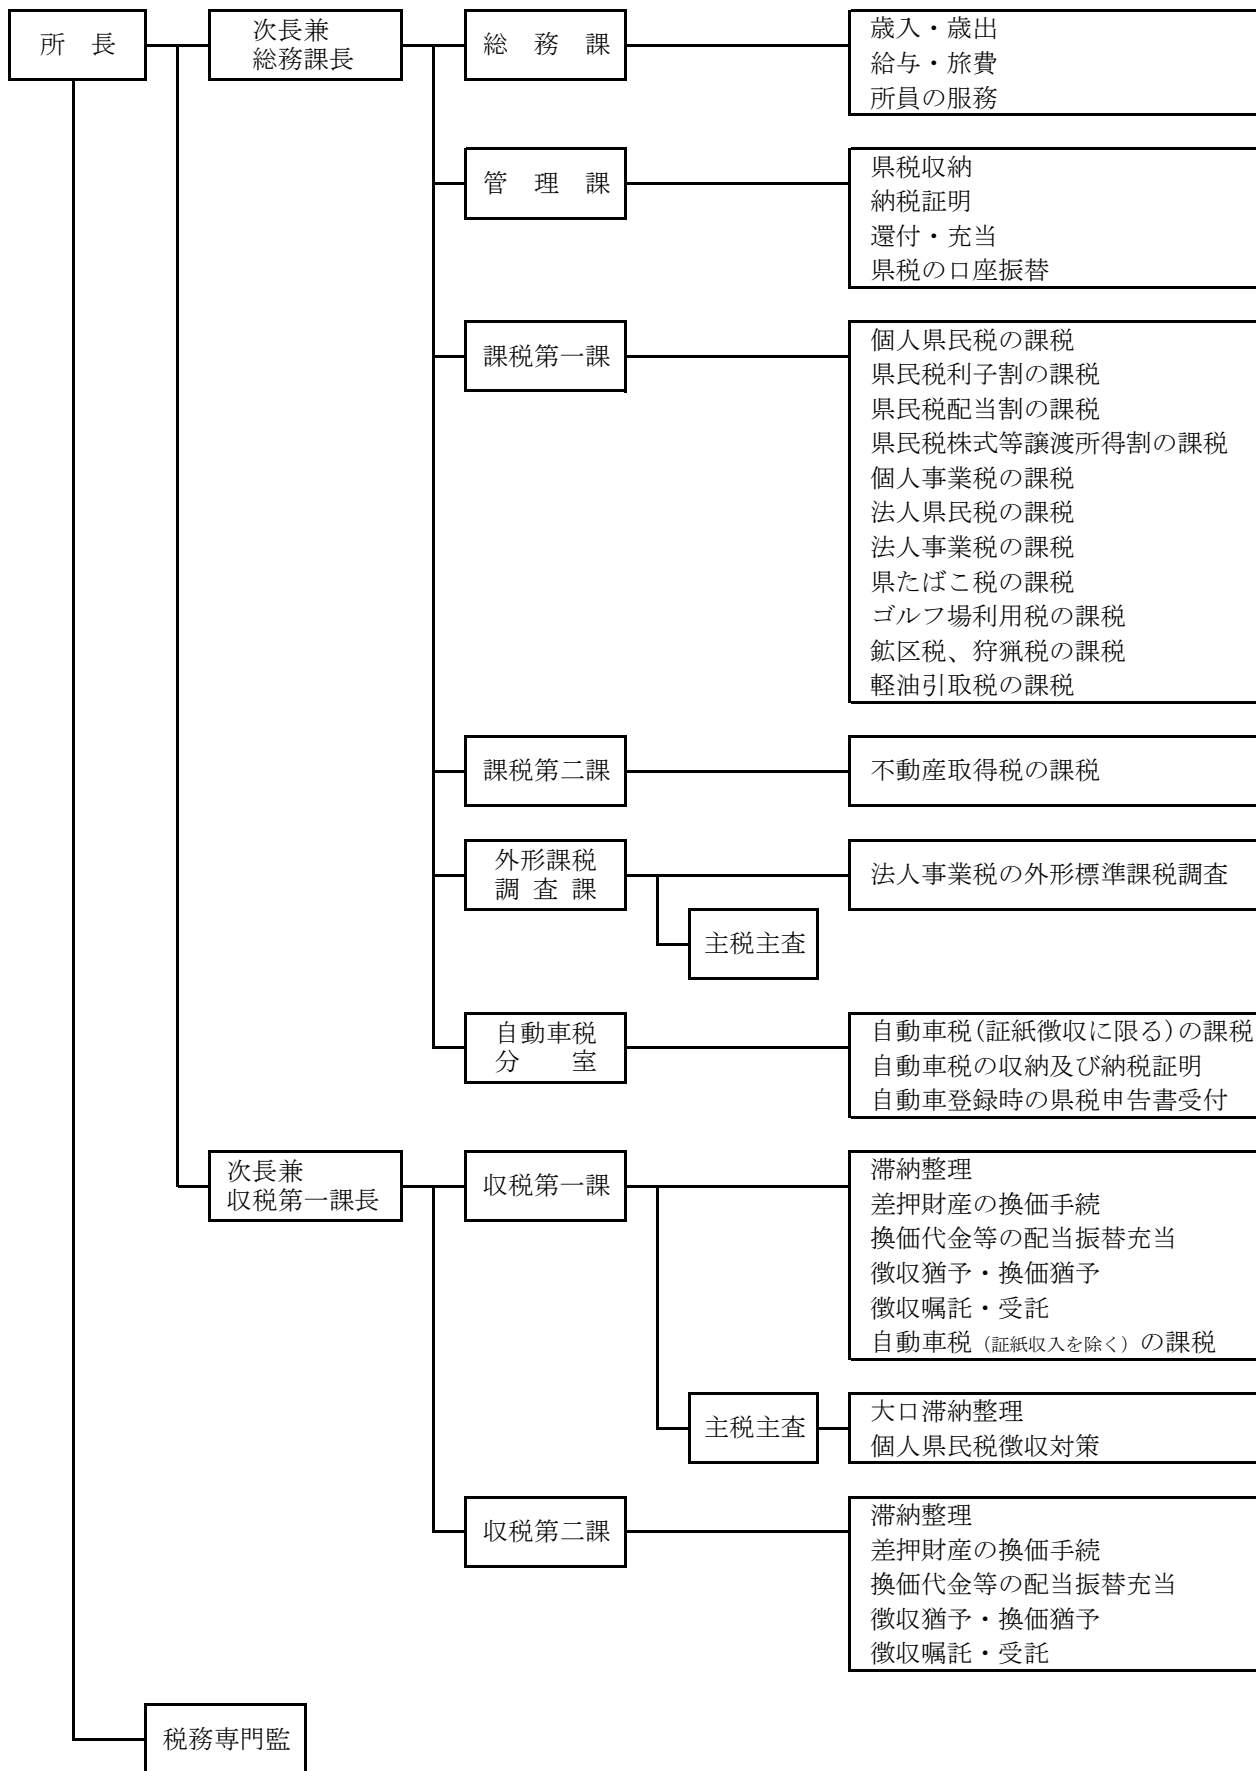 所　長
次長兼
総務課長
総　務　課
歳入・歳出
給与・旅費
所員の服務
管　理　課
県税収納
納税証明
還付・充当
県税の口座振替
課税第一課
個人県民税の課税
県民税利子割の課税
県民税配当割の課税
県民税株式等譲渡所得割の課税
個人事業税の課税
法人県民税の課税
法人事業税の課税
県たばこ税の課税
ゴルフ場利用税の課税
鉱区税、狩猟税の課税
軽油引取税の課税
課税第二課
不動産取得税の課税
外形課税
調 査 課
法人事業税の外形標準課税調査
主税主査
自動車税
分　　室
自動車税(証紙徴収に限る)の課税
自動車税の収納及び納税証明
自動車登録時の県税申告書受付
次長兼
収税第一課長
収税第一課
滞納整理
差押財産の換価手続
換価代金等の配当振替充当
徴収猶予・換価猶予
徴収嘱託・受託
自動車税（証紙収入を除く）の課税
主税主査
大口滞納整理
個人県民税徴収対策
収税第二課
滞納整理
差押財産の換価手続
換価代金等の配当振替充当
徴収猶予・換価猶予
徴収嘱託・受託
税務専門監